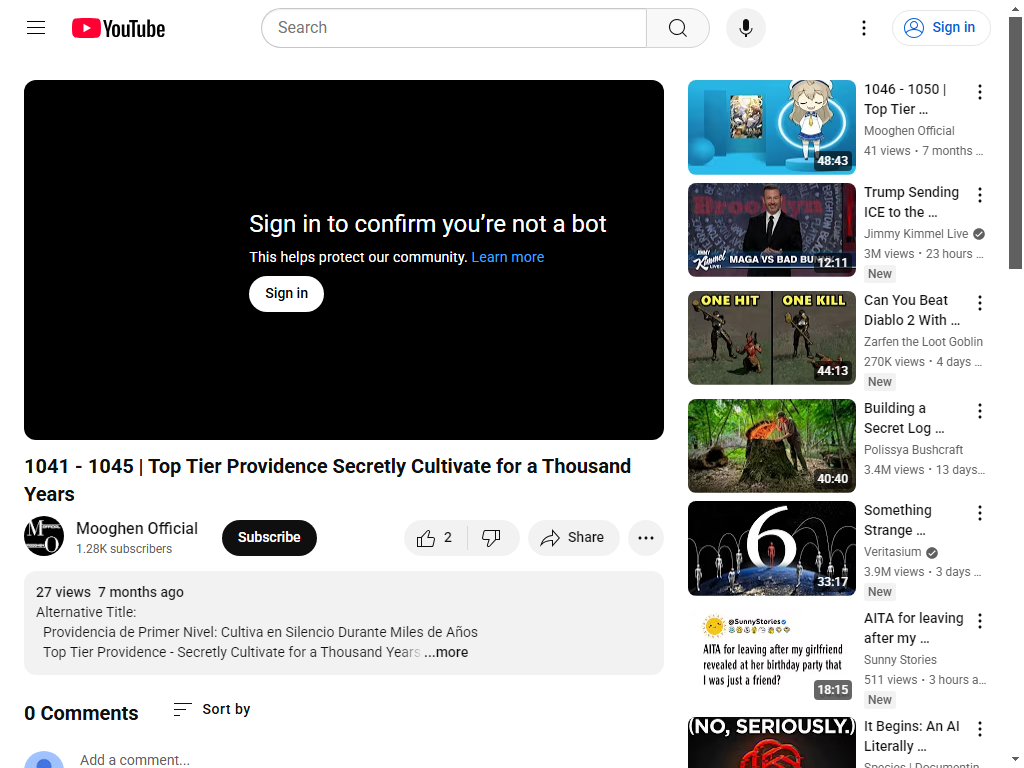 YouTube
Search
Sign in
Sign in to confirm you’re not a bot
This helps protect our community. Learn more
Sign in
1041 - 1045 | Top Tier Providence Secretly Cultivate for a Thousand
Years
Mooghen Official
1.28K subscribers
Subscribe
2
Share
27 views 7 months ago
Alternative Title:
Providencia de Primer Nivel: Cultiva en Silencio Durante Miles de Años
Top Tier Providence - Secretly Cultivate for a Thousand Years ...more
0 Comments
Sort by
Add a comment...
48:43
1046 - 1050 |
Top Tier ...
Mooghen Official
41 views • 7 months ...
JIMMY KIMMEL LIVE!
MAGA VS BAD BUN
12:11
Trump Sending
ICE to the ...
Jimmy Kimmel Live
3M views • 23 hours ...
New
ONE HIT ONE KILL
44:13
Can You Beat
Diablo 2 With ...
Zarfen the Loot Goblin
270K views • 4 days ...
New
40:40
Building a
Secret Log ...
Polissya Bushcraft
3.4M views • 13 days...
6
33:17
Something
Strange ...
Veritasium
3.9M views • 3 days ...
New
@SunnyStories
AITA for leaving after my girlfriend
revealed at her birthday party that
I was just a friend?
18:15
AITA for leaving
after my ...
Sunny Stories
511 views • 3 hours a...
New
(NO, SERIOUSLY.)
It Begins: An AI
Literally ...
Species | Documentin